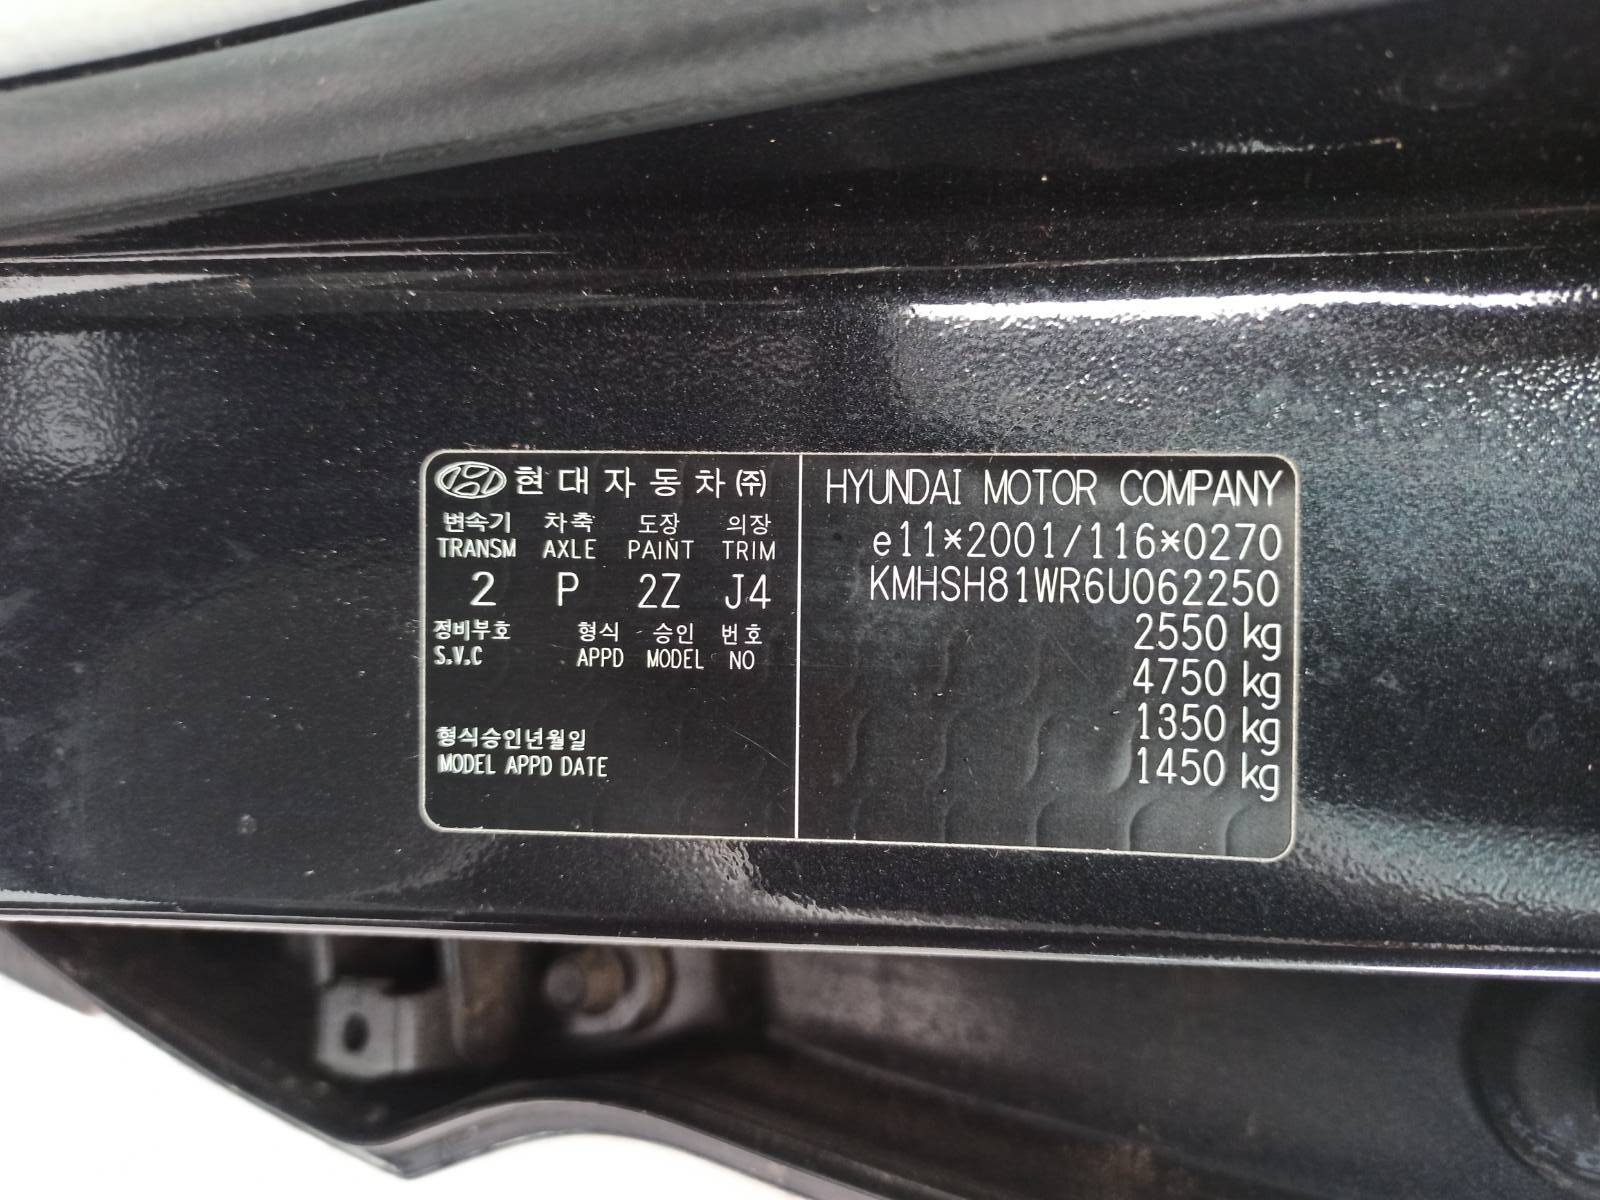 현대자동차㈜
변속기 차축 도장 의장
TRANSM AXLE PAINT TRIM
2 P 2Z J4
정비부호 형식 승인 번호
S.V.C APPD MODEL NO
형식승인년월일
MODEL APPD DATE
HYUNDAI MOTOR COMPANY
e11*2001/116*0270
KMHSH81WR6U062250
2550 kg
4750 kg
1350 kg
1450 kg